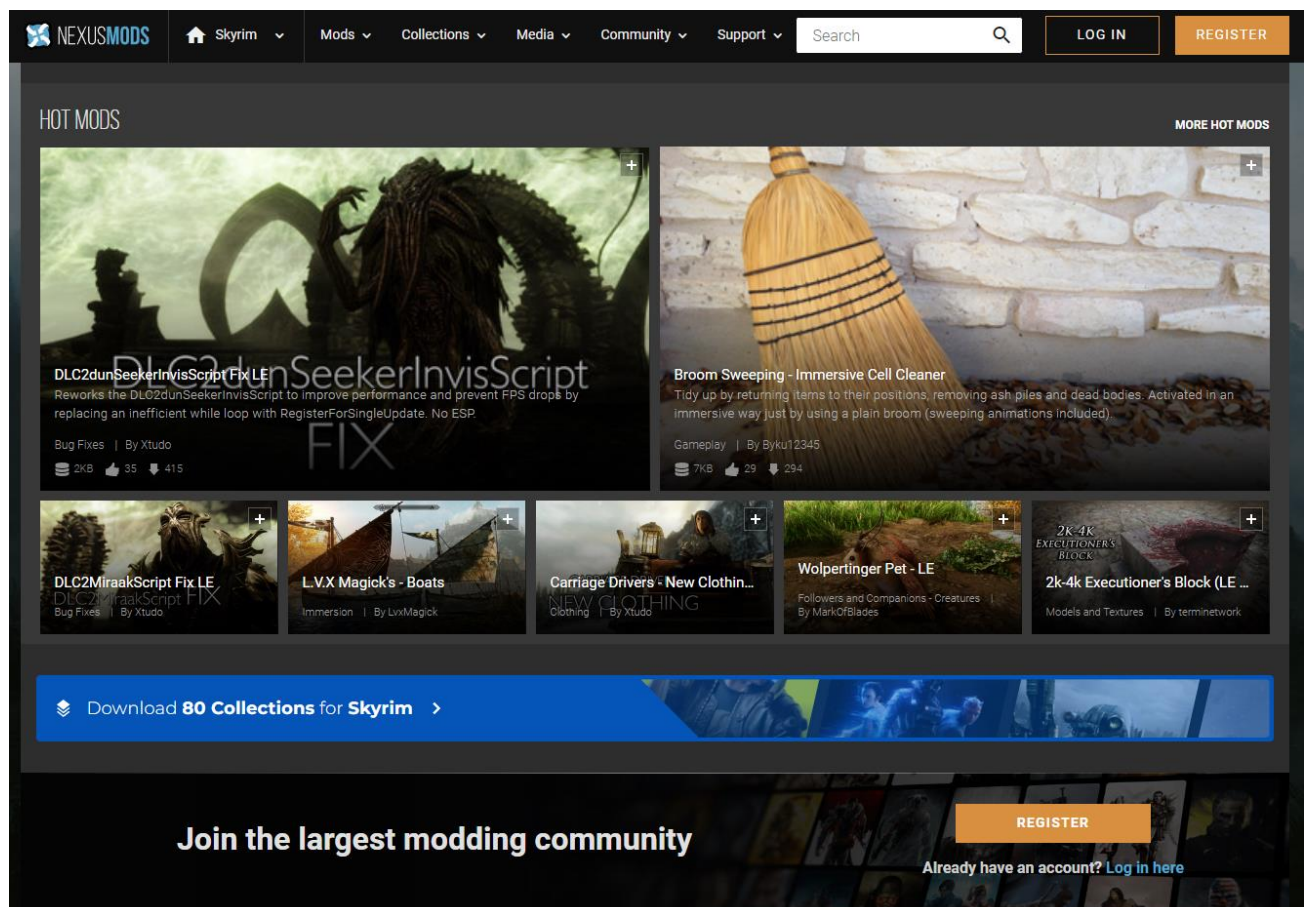 NEXUSMODS
Skyrim
Mods
Collections
Media
Community
Support
Search
LOG IN
REGISTER
HOT MODS
MORE HOT MODS
DLC2dunSeekerInvisScript
FIX
DLC2dunSeekerInvisScript Fix LE
Reworks the DLC2dunSeekerInvisScript to improve performance and prevent FPS drops by
replacing an inefficient while loop with RegisterForSingleUpdate. No ESP.
Bug Fixes | By Xtudo
2KB 35 415
Broom Sweeping - Immersive Cell Cleaner
Tidy up by returning items to their positions, removing ash piles and dead bodies. Activated in an
immersive way just by using a plain broom (sweeping animations included).
Gameplay | By Byku12345
7KB 29 294
DLC2MiraakScript Fix LE
DLC2MiraakScript FIX
Bug Fixes | By Xtudo
L.V.X Magick's - Boats
Immersion | By LvxMagick
Carriage Drivers - New Clothin...
NEW CLOTHING
Clothing | By Xtudo
Wolpertinger Pet - LE
Followers and Companions - Creatures |
By MarkOfBlades
2K-4K
EXECUTIONER'S
BLOCK
2k-4k Executioner's Block (LE ...
Models and Textures | By terminetwork
Download 80 Collections for Skyrim
Join the largest modding community
REGISTER
Already have an account? Log in here